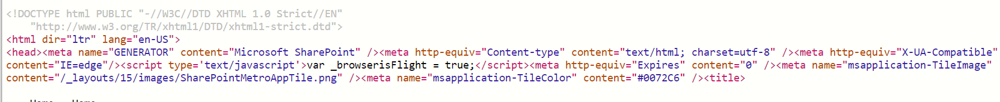 <!DOCTYPE html PUBLIC "-//W3C//DTD XHTML 1.0 Strict//EN"
"http://www.w3.org/TR/xhtml1/DTD/xhtml1-strict.dtd">
<html dir="ltr" lang="en-US">
<head><meta name="GENERATOR" content="Microsoft SharePoint" /><meta http-equiv="Content-type" content="text/html; charset=utf-8" /><meta http-equiv="X-UA-Compatible"
content="IE=edge"/><script type='text/javascript'>var _browserisFlight = true;</script><meta http-equiv="Expires" content="0" /><meta name="msapplication-TileImage"
content="/_layouts/15/images/SharePointMetroAppTile.png" /><meta name="msapplication-TileColor" content="#0072C6" /><title>